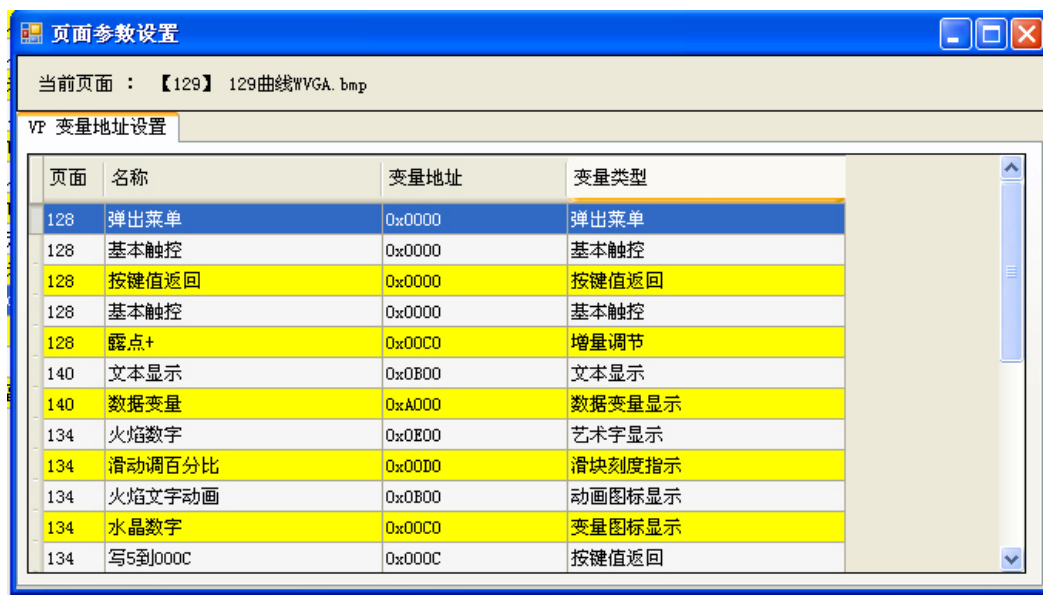 页面参数设置
当前页面 ： 【129】 129曲线WVGA.bmp
VP 变量地址设置
页面 名称 变量地址 变量类型
128 弹出菜单 0x0000 弹出菜单
128 基本触控 0x0000 基本触控
128 按键值返回 0x0000 按键值返回
128 基本触控 0x0000 基本触控
128 露点+ 0x00C0 增量调节
140 文本显示 0x0B00 文本显示
140 数据变量 0xA000 数据变量显示
134 火焰数字 0x0E00 艺术字显示
134 滑动调百分比 0x00D0 滑块刻度指示
134 火焰文字动画 0x0B00 动画图标显示
134 水晶数字 0x00C0 变量图标显示
134 写5到000C 0x000C 按键值返回